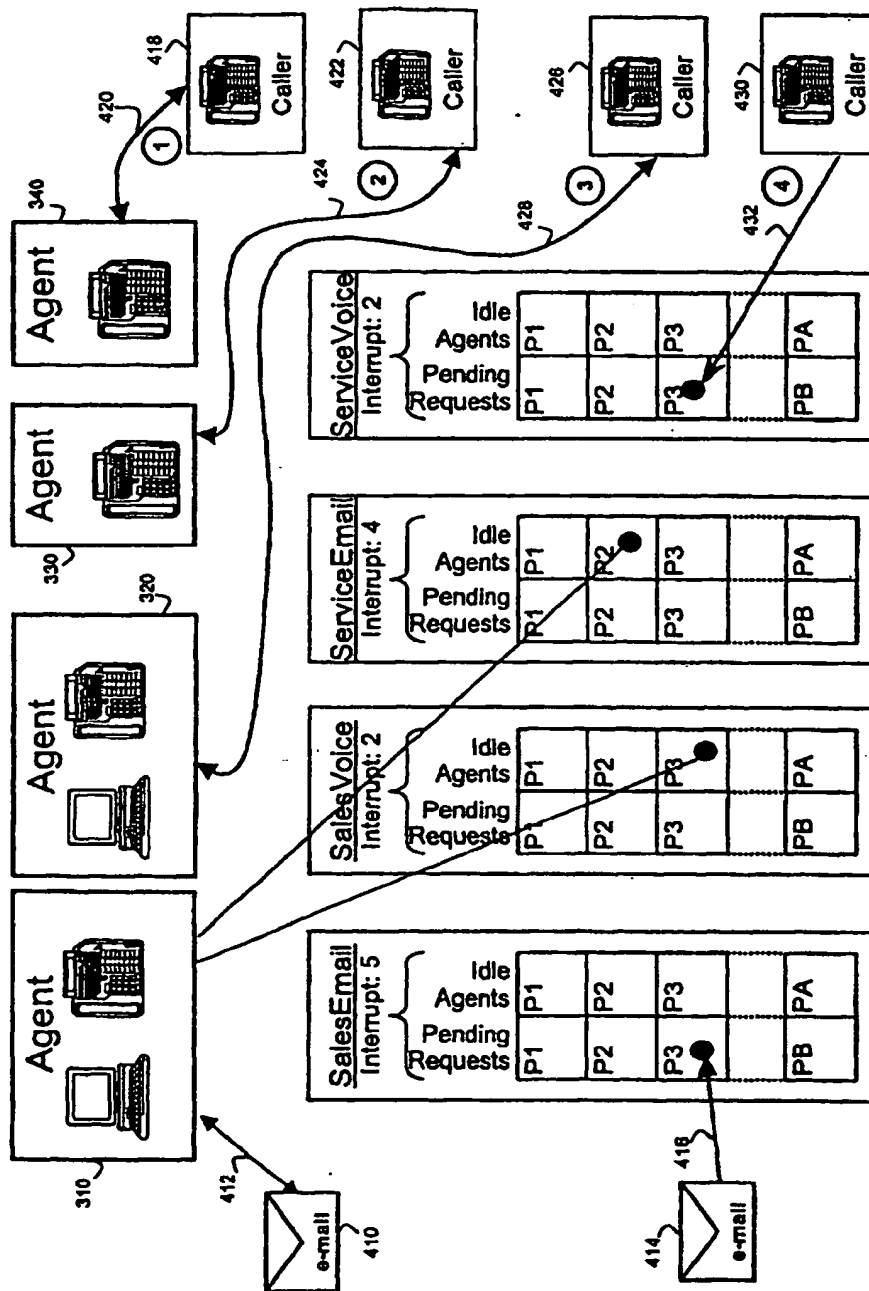 310
Agent
320
Agent
330
Agent
340
Agent
412
e-mail
410
420
1
418
Caller
424
2
422
Caller
428
3
426
Caller
432
4
430
Caller
SalesEmail
Interrupt: 5
Pending Requests
Idle Agents
P1 P1
P2 P2
P3 P3
PB PA
SalesVoice
Interrupt: 2
Pending Requests
Idle Agents
P1 P1
P2 P2
P3 P3
PB PA
ServiceEmail
Interrupt: 4
Pending Requests
Idle Agents
P1 P1
P2 P2
P3 P3
PB PA
ServiceVoice
Interrupt: 2
Pending Requests
Idle Agents
P1 P1
P2 P2
P3 P3
PB PA
414
e-mail
416